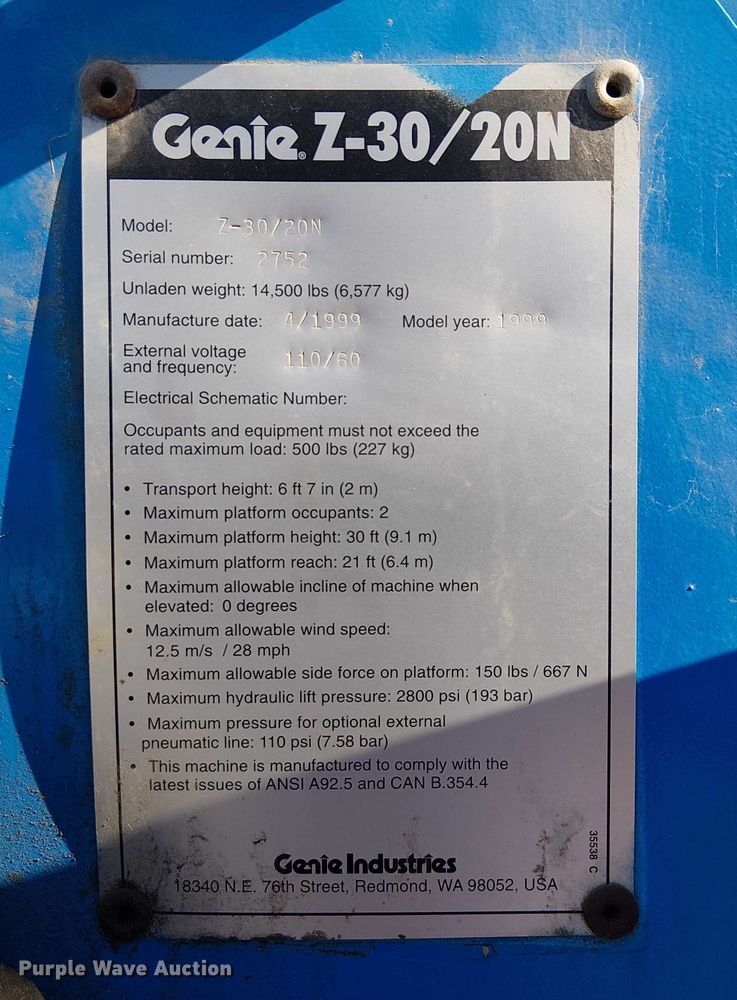 Genie® Z-30/20N
Model: Z-30/20N
Serial number: 2752
Unladen weight: 14,500 lbs (6,577 kg)
Manufacture date: 4/1999 Model year: 1999
External voltage
and frequency: 110/60
Electrical Schematic Number:
Occupants and equipment must not exceed the
rated maximum load: 500 lbs (227 kg)
• Transport height: 6 ft 7 in (2 m)
• Maximum platform occupants: 2
• Maximum platform height: 30 ft (9.1 m)
• Maximum platform reach: 21 ft (6.4 m)
• Maximum allowable incline of machine when
elevated: 0 degrees
• Maximum allowable wind speed:
12.5 m/s / 28 mph
• Maximum allowable side force on platform: 150 lbs / 667 N
• Maximum hydraulic lift pressure: 2800 psi (193 bar)
• Maximum pressure for optional external
pneumatic line: 110 psi (7.58 bar)
• This machine is manufactured to comply with the
latest issues of ANSI A92.5 and CAN B.354.4
35538 C
Genie Industries
18340 N.E. 76th Street, Redmond, WA 98052, USA
Purple Wave Auction